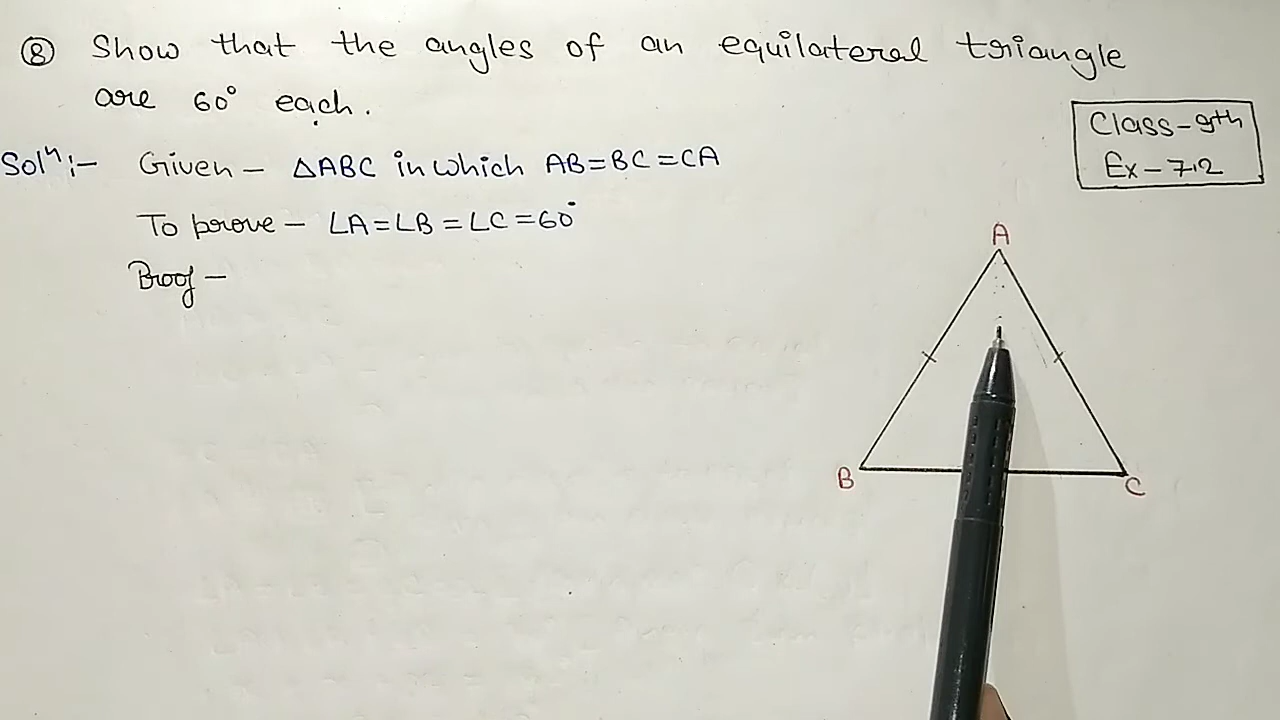 ⑧ Show that the angles of an equilateral triangle
are 60° each.
Class-9th
Ex-7.2
Solⁿ:- Given - △ABC in which AB=BC=CA
To prove - ∠A=∠B=∠C=60°
Proof -
A
B
C